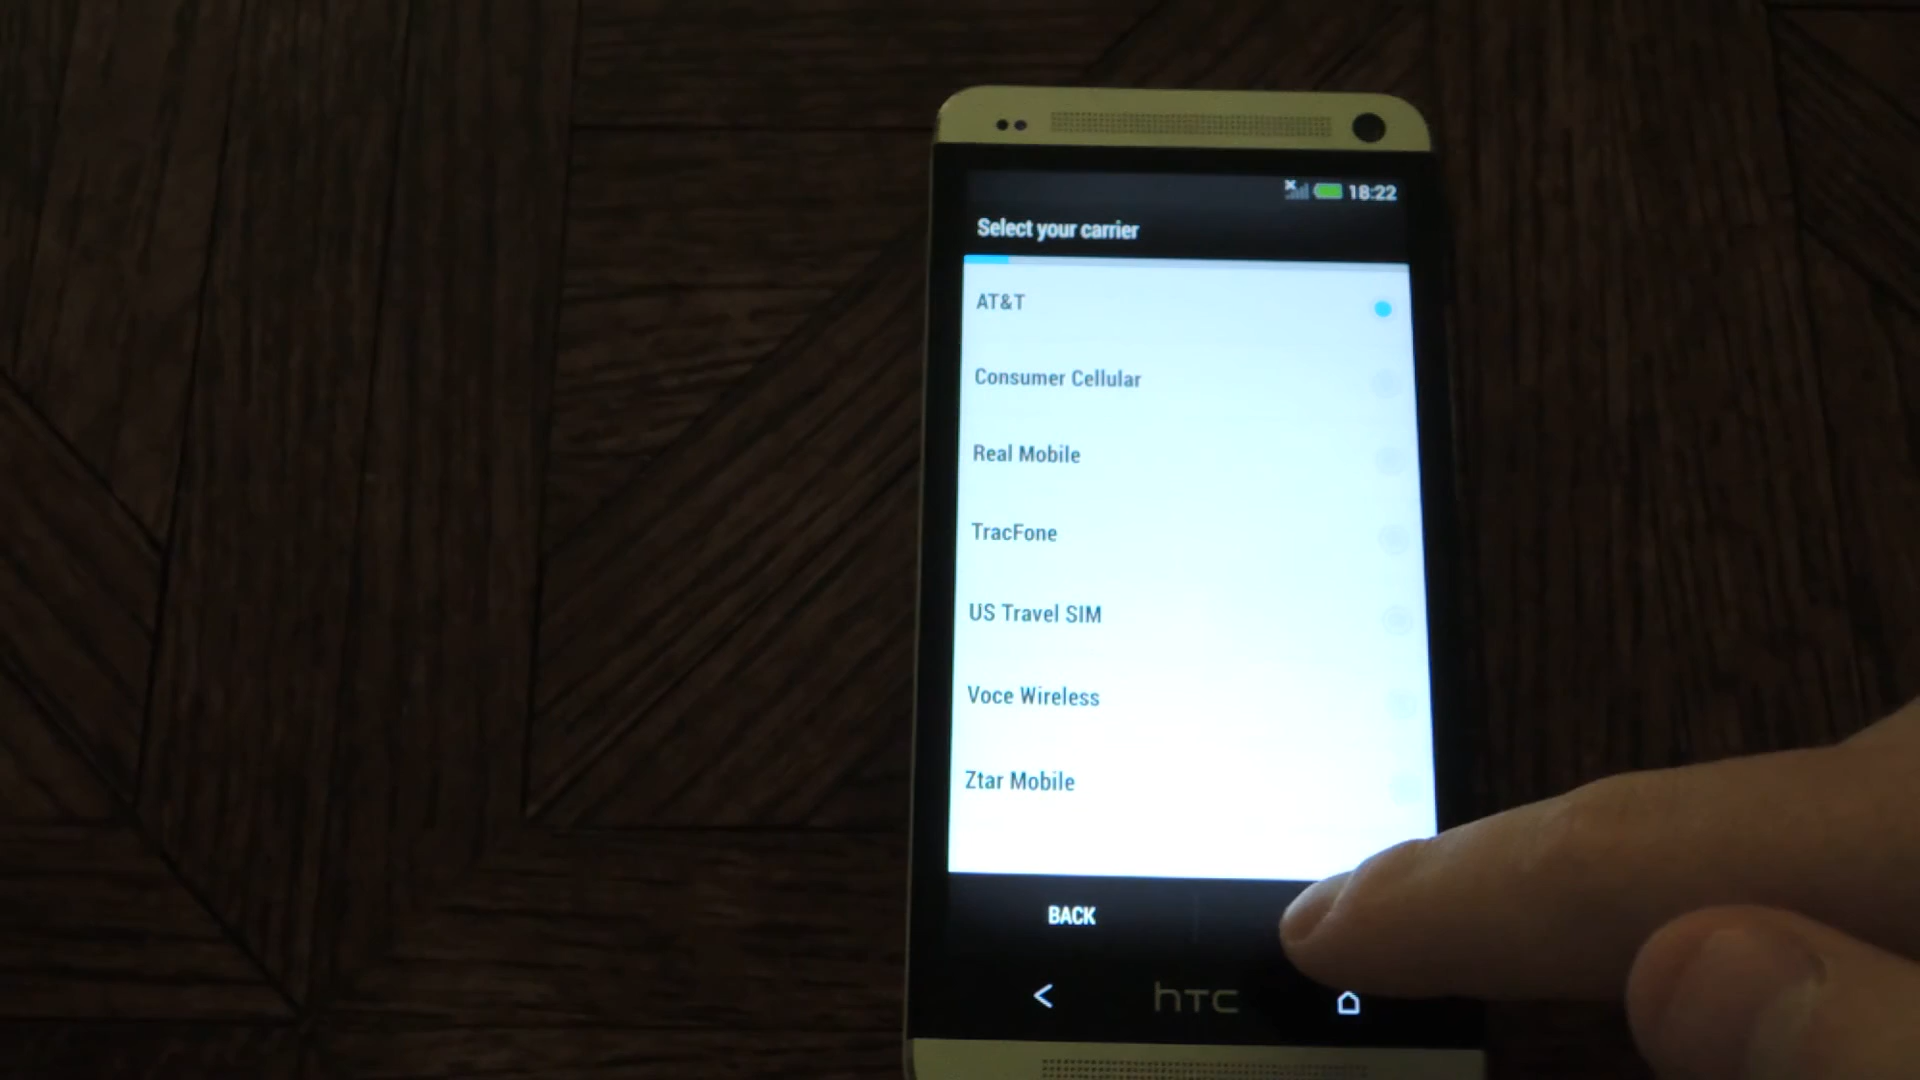 18:22
Select your carrier
AT&T
Consumer Cellular
Real Mobile
TracFone
US Travel SIM
Voce Wireless
Ztar Mobile
BACK
hTC